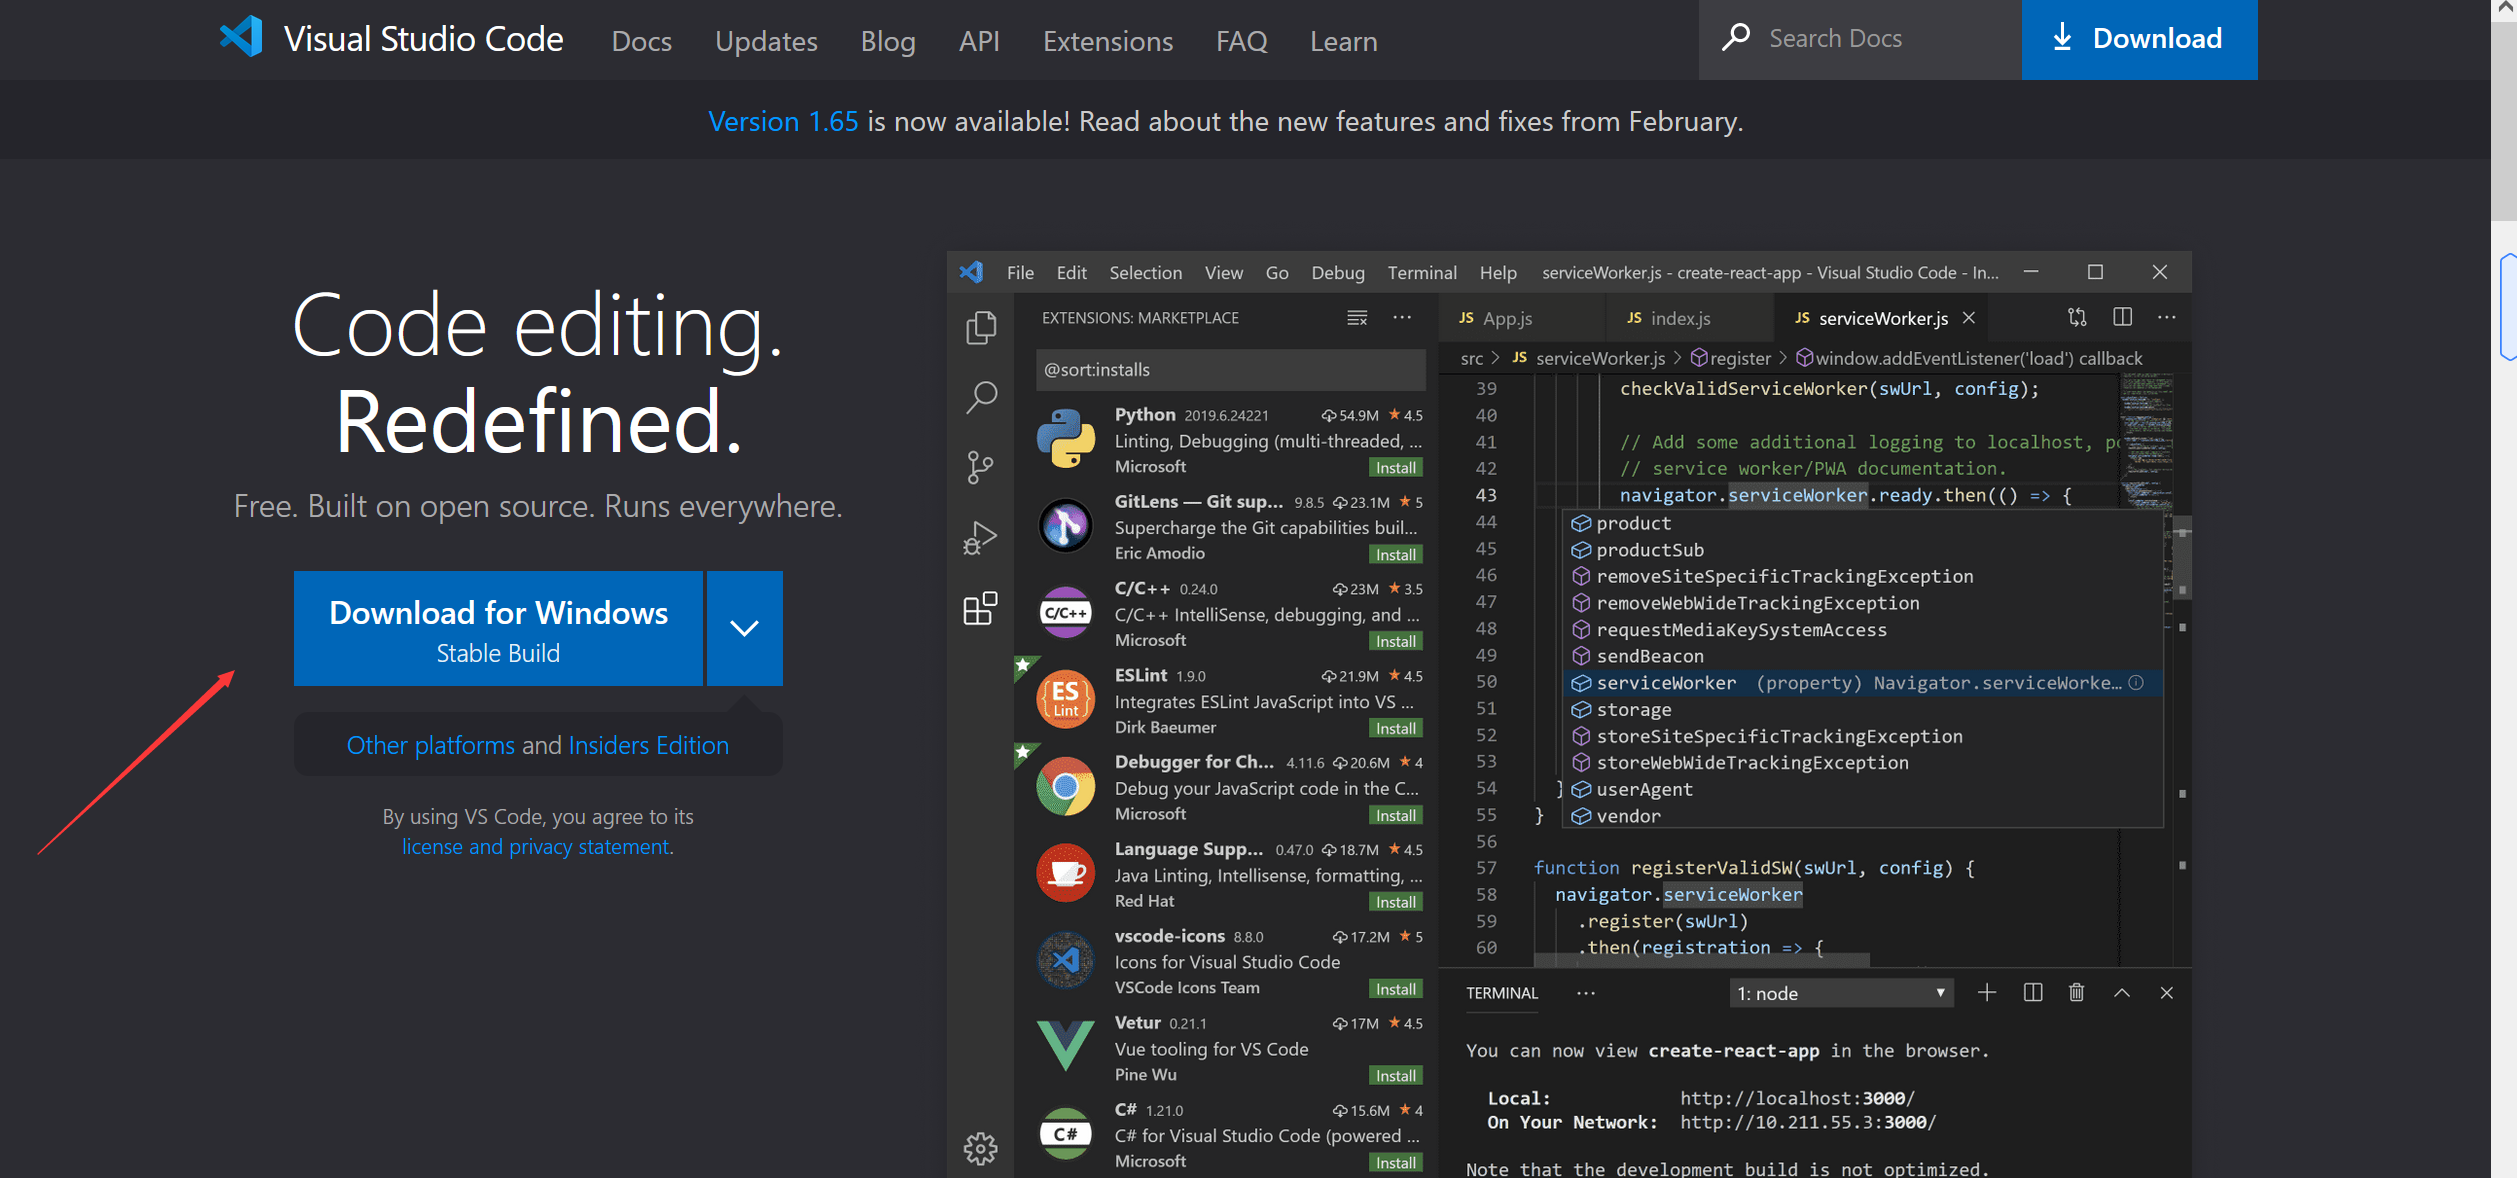 Visual Studio Code Docs Updates Blog API Extensions FAQ Learn Search Docs Download
Version 1.65 is now available! Read about the new features and fixes from February.
Code editing.
Redefined.
Free. Built on open source. Runs everywhere.
Download for Windows
Stable Build
Other platforms and Insiders Edition
By using VS Code, you agree to its
license and privacy statement.
File Edit Selection View Go Debug Terminal Help serviceWorker.js - create-react-app - Visual Studio Code - In...
EXTENSIONS: MARKETPLACE
@sort:installs
Python 2019.6.24221 54.9M ★ 4.5
Linting, Debugging (multi-threaded, ...
Microsoft Install
GitLens — Git sup... 9.8.5 23.1M ★ 5
Supercharge the Git capabilities buil...
Eric Amodio Install
C/C++
C/C++ 0.24.0 23M ★ 3.5
C/C++ IntelliSense, debugging, and ...
Microsoft Install
ES
Lint
ESLint 1.9.0 21.9M ★ 4.5
Integrates ESLint JavaScript into VS ...
Dirk Baeumer Install
Debugger for Ch... 4.11.6 20.6M ★ 4
Debug your JavaScript code in the C...
Microsoft Install
Language Supp... 0.47.0 18.7M ★ 4.5
Java Linting, Intellisense, formatting, ...
Red Hat Install
vscode-icons 8.8.0 17.2M ★ 5
Icons for Visual Studio Code
VSCode Icons Team Install
Vetur 0.21.1 17M ★ 4.5
Vue tooling for VS Code
Pine Wu Install
C#
C# 1.21.0 15.6M ★ 4
C# for Visual Studio Code (powered ...
Microsoft Install
JS App.js JS index.js JS serviceWorker.js
src > JS serviceWorker.js > register > window.addEventListener('load') callback
39 checkValidServiceWorker(swUrl, config);
40
41 // Add some additional logging to localhost, p
42 // service worker/PWA documentation.
43 navigator.serviceWorker.ready.then(() => {
44 product
45 productSub
46 removeSiteSpecificTrackingException
47 removeWebWideTrackingException
48 requestMediaKeySystemAccess
49 sendBeacon
50 serviceWorker (property) Navigator.serviceWorke...
51 storage
52 storeSiteSpecificTrackingException
53 storeWebWideTrackingException
54 } userAgent
55 } vendor
56
57 function registerValidSW(swUrl, config) {
58 navigator.serviceWorker
59 .register(swUrl)
60 .then(registration => {
TERMINAL ... 1: node
You can now view create-react-app in the browser.
Local: http://localhost:3000/
On Your Network: http://10.211.55.3:3000/
Note that the development build is not optimized.